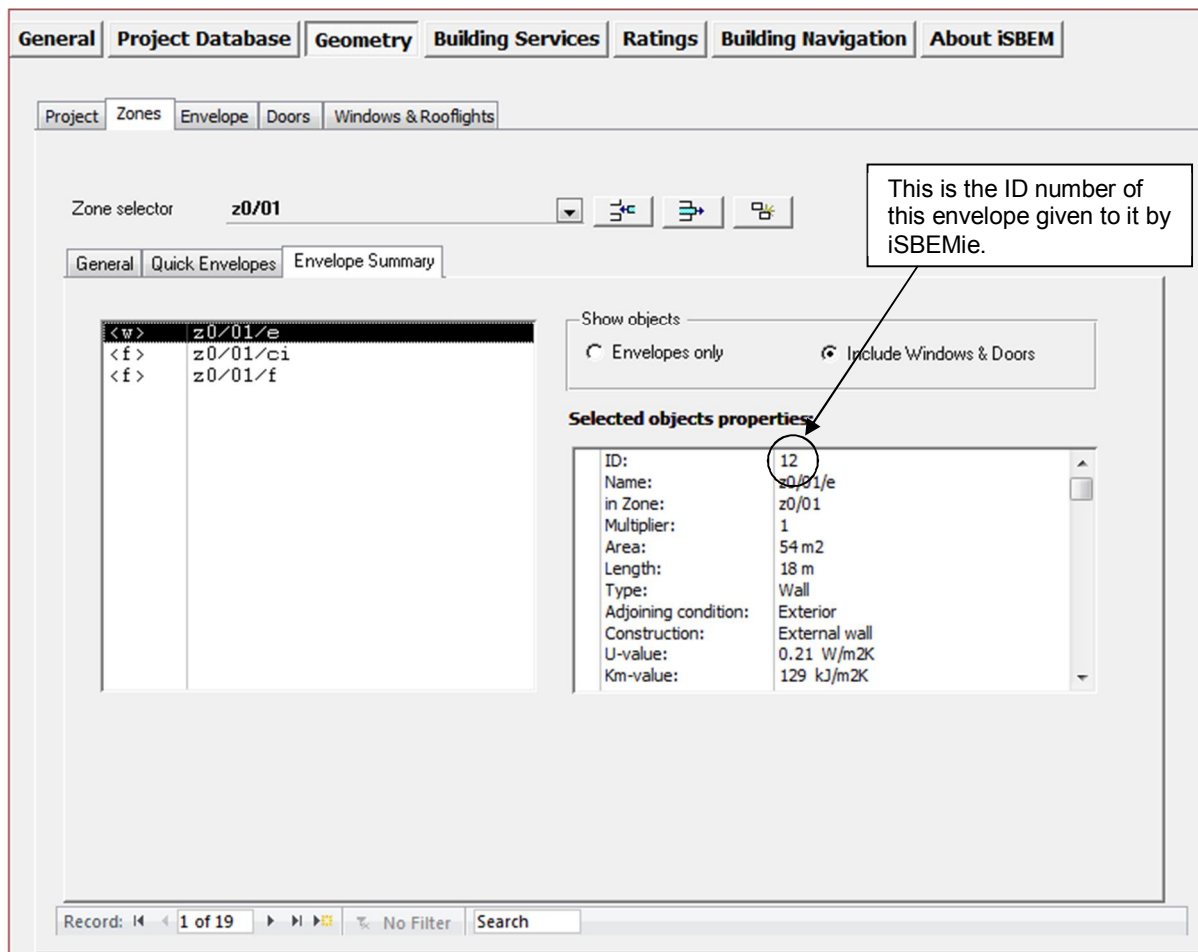 General Project Database Geometry Building Services Ratings Building Navigation About iSBEM
Project Zones Envelope Doors Windows & Rooflights
This is the ID number of
this envelope given to it by
iSBEMie.
Zone selector z0/01
General Quick Envelopes Envelope Summary
<w> z0/01/e
<f> z0/01/ci
<f> z0/01/f
Show objects
Envelopes only Include Windows & Doors
Selected objects properties:
ID: 12
Name: z0/01/e
in Zone: z0/01
Multiplier: 1
Area: 54 m2
Length: 18 m
Type: Wall
Adjoining condition: Exterior
Construction: External wall
U-value: 0.21 W/m2K
Km-value: 129 kJ/m2K
Record: 1 of 19 No Filter Search